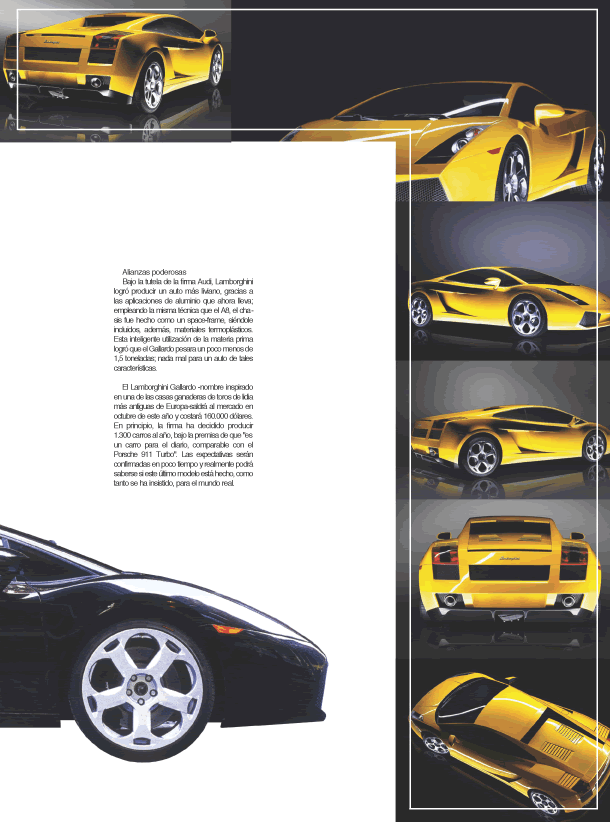 Alianzas poderosas
Bajo la tutela de la firma Audi, Lamborghini
logró producir un auto más liviano, gracias a
las aplicaciones de aluminio que ahora lleva;
empleando la misma técnica que el A8, el cha-
sis fue hecho como un space-frame, siéndole
incluidos, además, materiales termoplásticos.
Esta inteligente utilización de la materia prima
logró que el Gallardo pesara un poco menos de
1,5 toneladas; nada mal para un auto de tales
características.
El Lamborghini Gallardo -nombre inspirado
en una de las casas ganaderas de toros de lidia
más antiguas de Europa-saldrá al mercado en
octubre de este año y costará 160.000 dólares.
En principio, la firma ha decidido producir
1.300 carros al año, bajo la premisa de que "es
un carro para el diario, comparable con el
Porsche 911 Turbo". Las expectativas serán
confirmadas en poco tiempo y realmente podrá
saberse si este último modelo está hecho, como
tanto se ha insistido, para el mundo real.